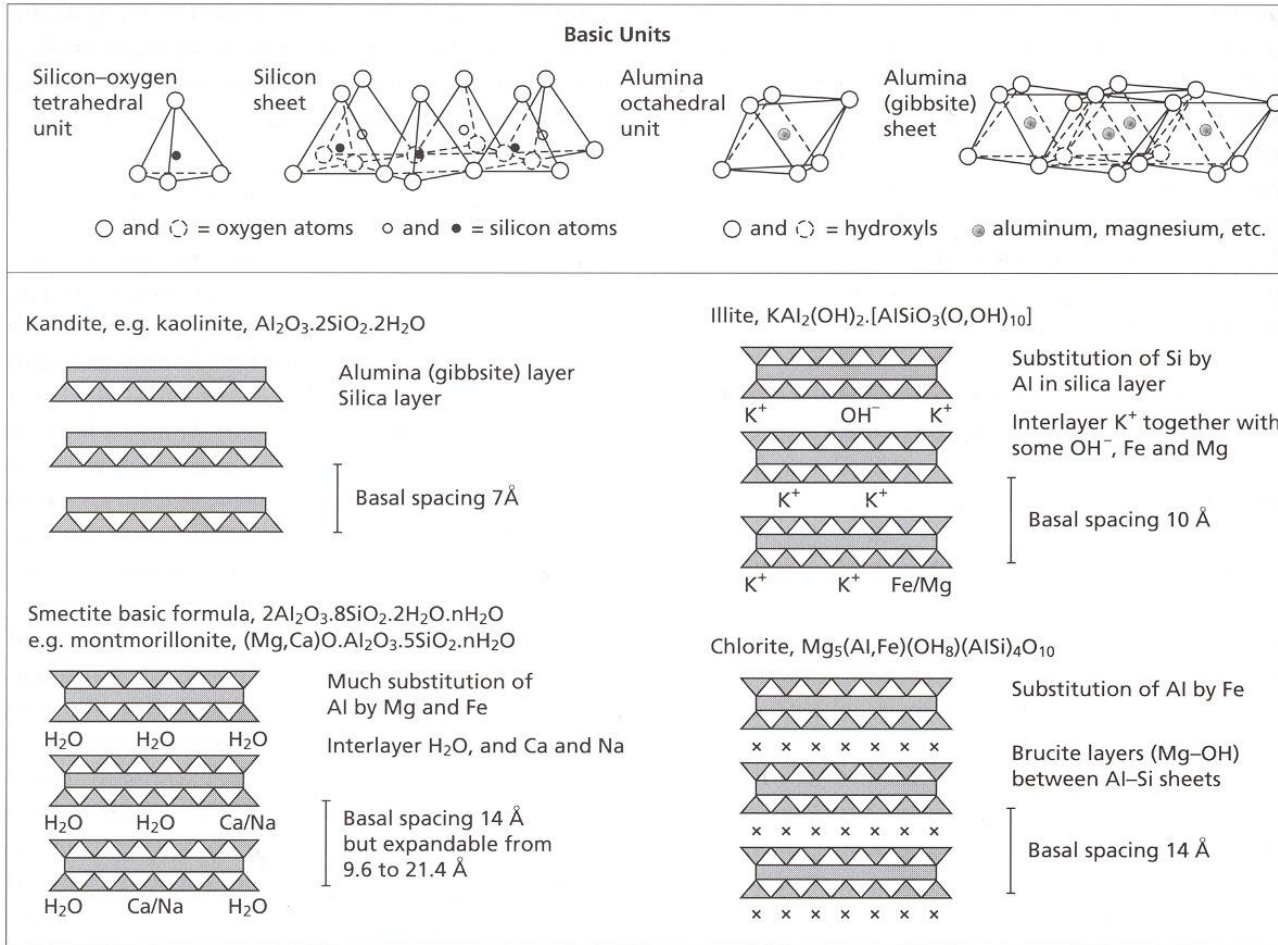 Basic Units
Silicon–oxygen
tetrahedral
unit
Silicon
sheet
Alumina
octahedral
unit
Alumina
(gibbsite)
sheet
and = oxygen atoms and = silicon atoms
and = hydroxyls aluminum, magnesium, etc.
Kandite, e.g. kaolinite, Al₂O₃.2SiO₂.2H₂O
Alumina (gibbsite) layer
Silica layer
Basal spacing 7Å
Illite, KAl₂(OH)₂.[AlSiO₃(O,OH)₁₀]
Substitution of Si by
Al in silica layer
K⁺ OH⁻ K⁺
Interlayer K⁺ together with
some OH⁻, Fe and Mg
K⁺ K⁺
Basal spacing 10 Å
K⁺ K⁺ Fe/Mg
Smectite basic formula, 2Al₂O₃.8SiO₂.2H₂O.nH₂O
e.g. montmorillonite, (Mg,Ca)O.Al₂O₃.5SiO₂.nH₂O
Much substitution of
Al by Mg and Fe
H₂O H₂O H₂O
Interlayer H₂O, and Ca and Na
H₂O H₂O Ca/Na
Basal spacing 14 Å
but expandable from
9.6 to 21.4 Å
H₂O Ca/Na H₂O
Chlorite, Mg₅(Al,Fe)(OH₈)(AlSi)₄O₁₀
Substitution of Al by Fe
× × × × × × ×
Brucite layers (Mg–OH)
between Al–Si sheets
× × × × × × ×
Basal spacing 14 Å
× × × × × × ×